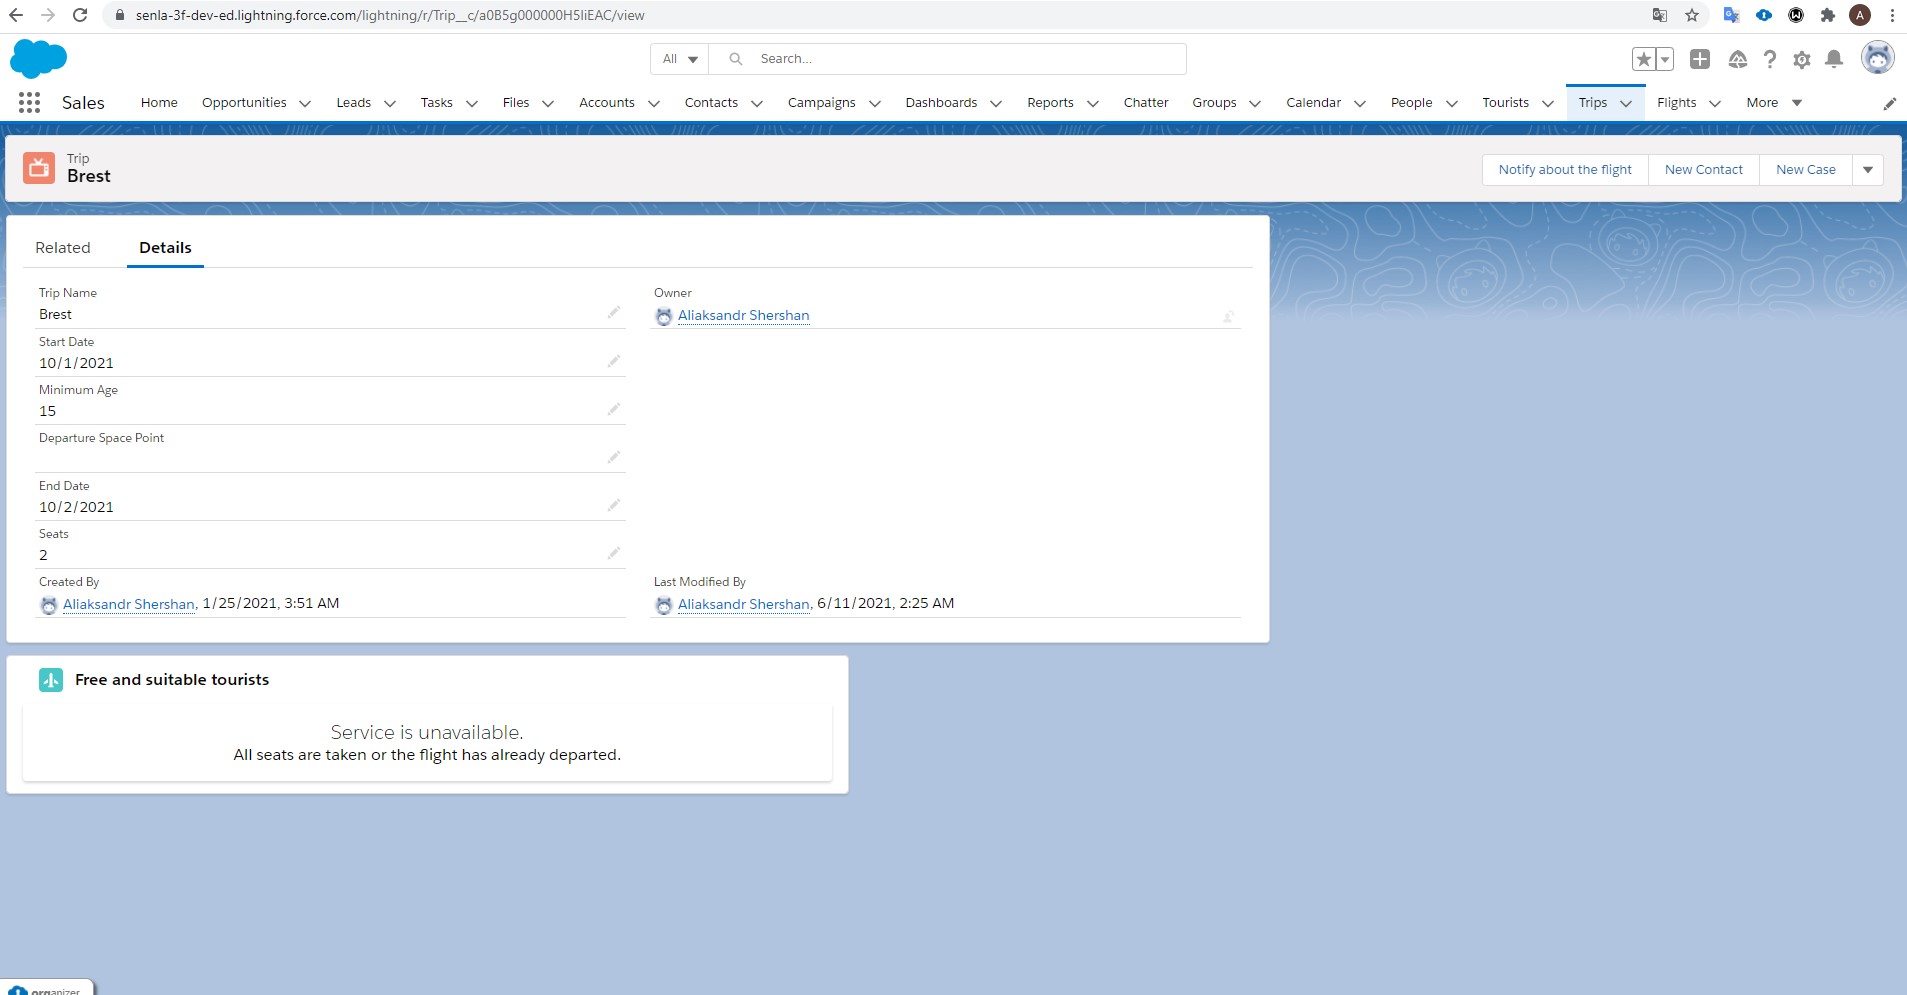 senla-3f-dev-ed.lightning.force.com/lightning/r/Trip__c/a0B5g000000H5IiEAC/view
A
All
Search...
Sales Home Opportunities Leads Tasks Files Accounts Contacts Campaigns Dashboards Reports Chatter Groups Calendar People Tourists Trips Flights More
Trip
Brest
Notify about the flight New Contact New Case
Related Details
Trip Name
Brest
Owner
Aliaksandr Shershan
Start Date
10/1/2021
Minimum Age
15
Departure Space Point
End Date
10/2/2021
Seats
2
Created By
Aliaksandr Shershan, 1/25/2021, 3:51 AM
Last Modified By
Aliaksandr Shershan, 6/11/2021, 2:25 AM
Free and suitable tourists
Service is unavailable.
All seats are taken or the flight has already departed.
organizer